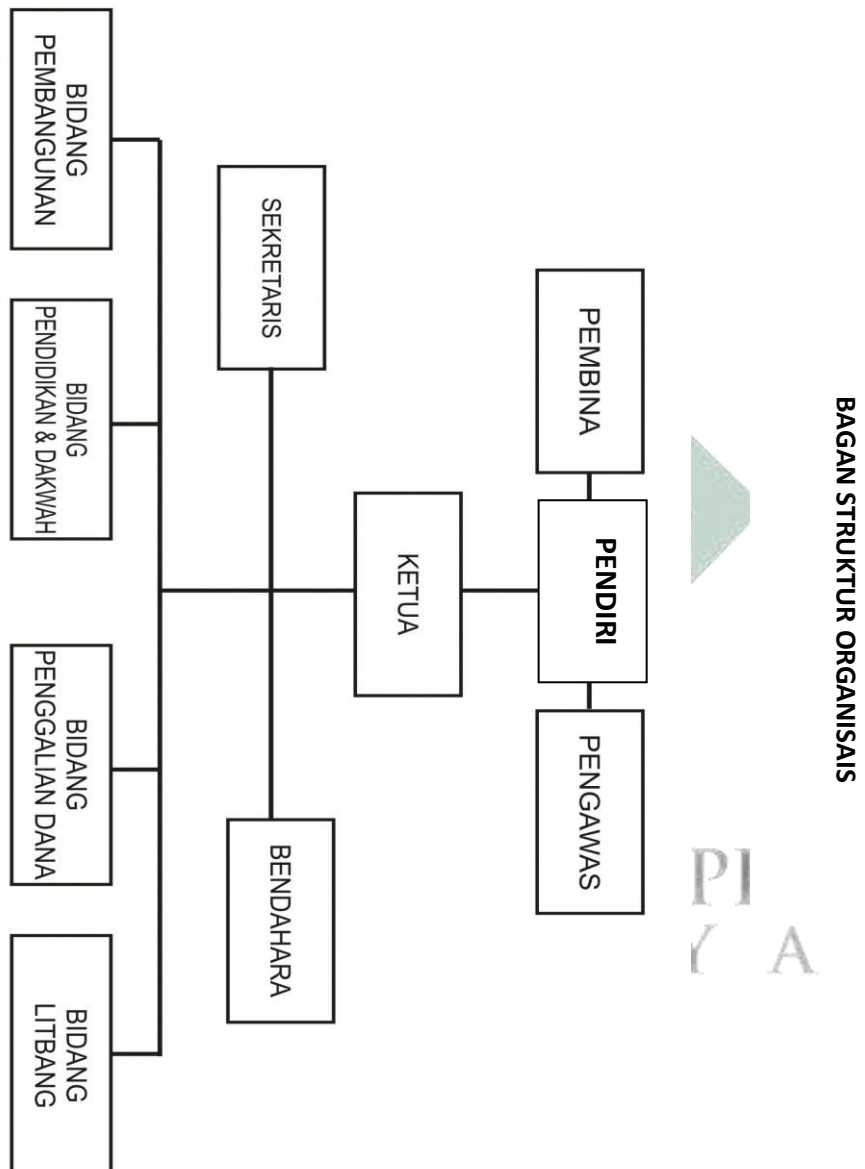 BAGAN STRUKTUR ORGANISAIS
PEMBINA
PENDIRI
PENGAWAS
KETUA
SEKRETARIS
BENDAHARA
BIDANG
PEMBANGUNAN
BIDANG
PENDIDIKAN & DAKWAH
BIDANG
PENGGALIAN DANA
BIDANG
LITBANG